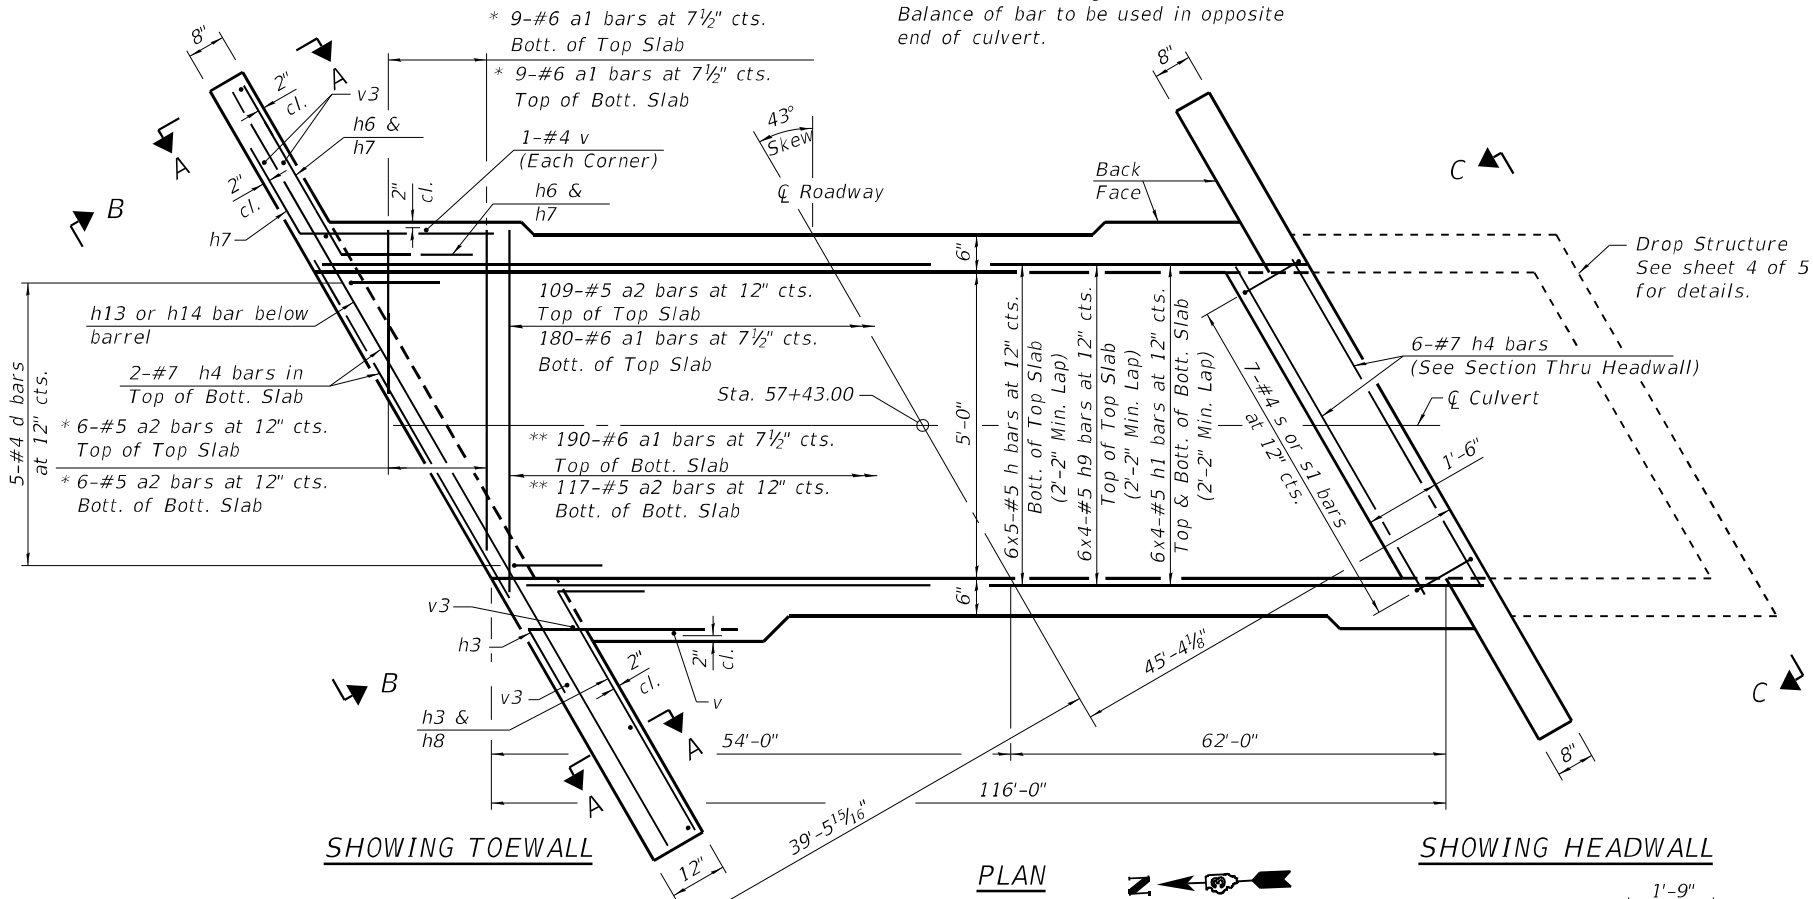 * 9-#6 a1 bars at 7½" cts.
Bott. of Top Slab
* 9-#6 a1 bars at 7½" cts.
Top of Bott. Slab
Balance of bar to be used in opposite
end of culvert.
8"
A
2"
cl.
v3
h6 &
h7
1-#4 v
(Each Corner)
43°
Skew
℄ Roadway
8"
Back
Face
C
A
2"
cl.
2"
cl.
h6 &
h7
B
h7
6"
Drop Structure
See sheet 4 of 5
for details.
h13 or h14 bar below
barrel
109-#5 a2 bars at 12" cts.
Top of Top Slab
180-#6 a1 bars at 7½" cts.
Bott. of Top Slab
6-#7 h4 bars
(See Section Thru Headwall)
2-#7 h4 bars in
Top of Bott. Slab
Sta. 57+43.00
℄ Culvert
5-#4 d bars
at 12" cts.
* 6-#5 a2 bars at 12" cts.
Top of Top Slab
* 6-#5 a2 bars at 12" cts.
Bott. of Bott. Slab
** 190-#6 a1 bars at 7½" cts.
Top of Bott. Slab
** 117-#5 a2 bars at 12" cts.
Bott. of Bott. Slab
5'-0"
6x5-#5 h bars at 12" cts.
Bott. of Top Slab
(2'-2" Min. Lap)
6x4-#5 h9 bars at 12" cts.
Top of Top Slab
(2'-2" Min. Lap)
6x4-#5 h1 bars at 12" cts.
Top & Bott. of Bott. Slab
(2'-2" Min. Lap)
7-#4 s or s1 bars
at 12" cts.
1'-6"
6"
v3
h3
2"
cl.
2"
cl.
45'-4⅛"
B
v3
v
h3 &
h8
A
C
54'-0"
62'-0"
8"
A
116'-0"
39'-5 15/16"
SHOWING TOEWALL
12"
PLAN
N
3
SHOWING HEADWALL
1'-9"